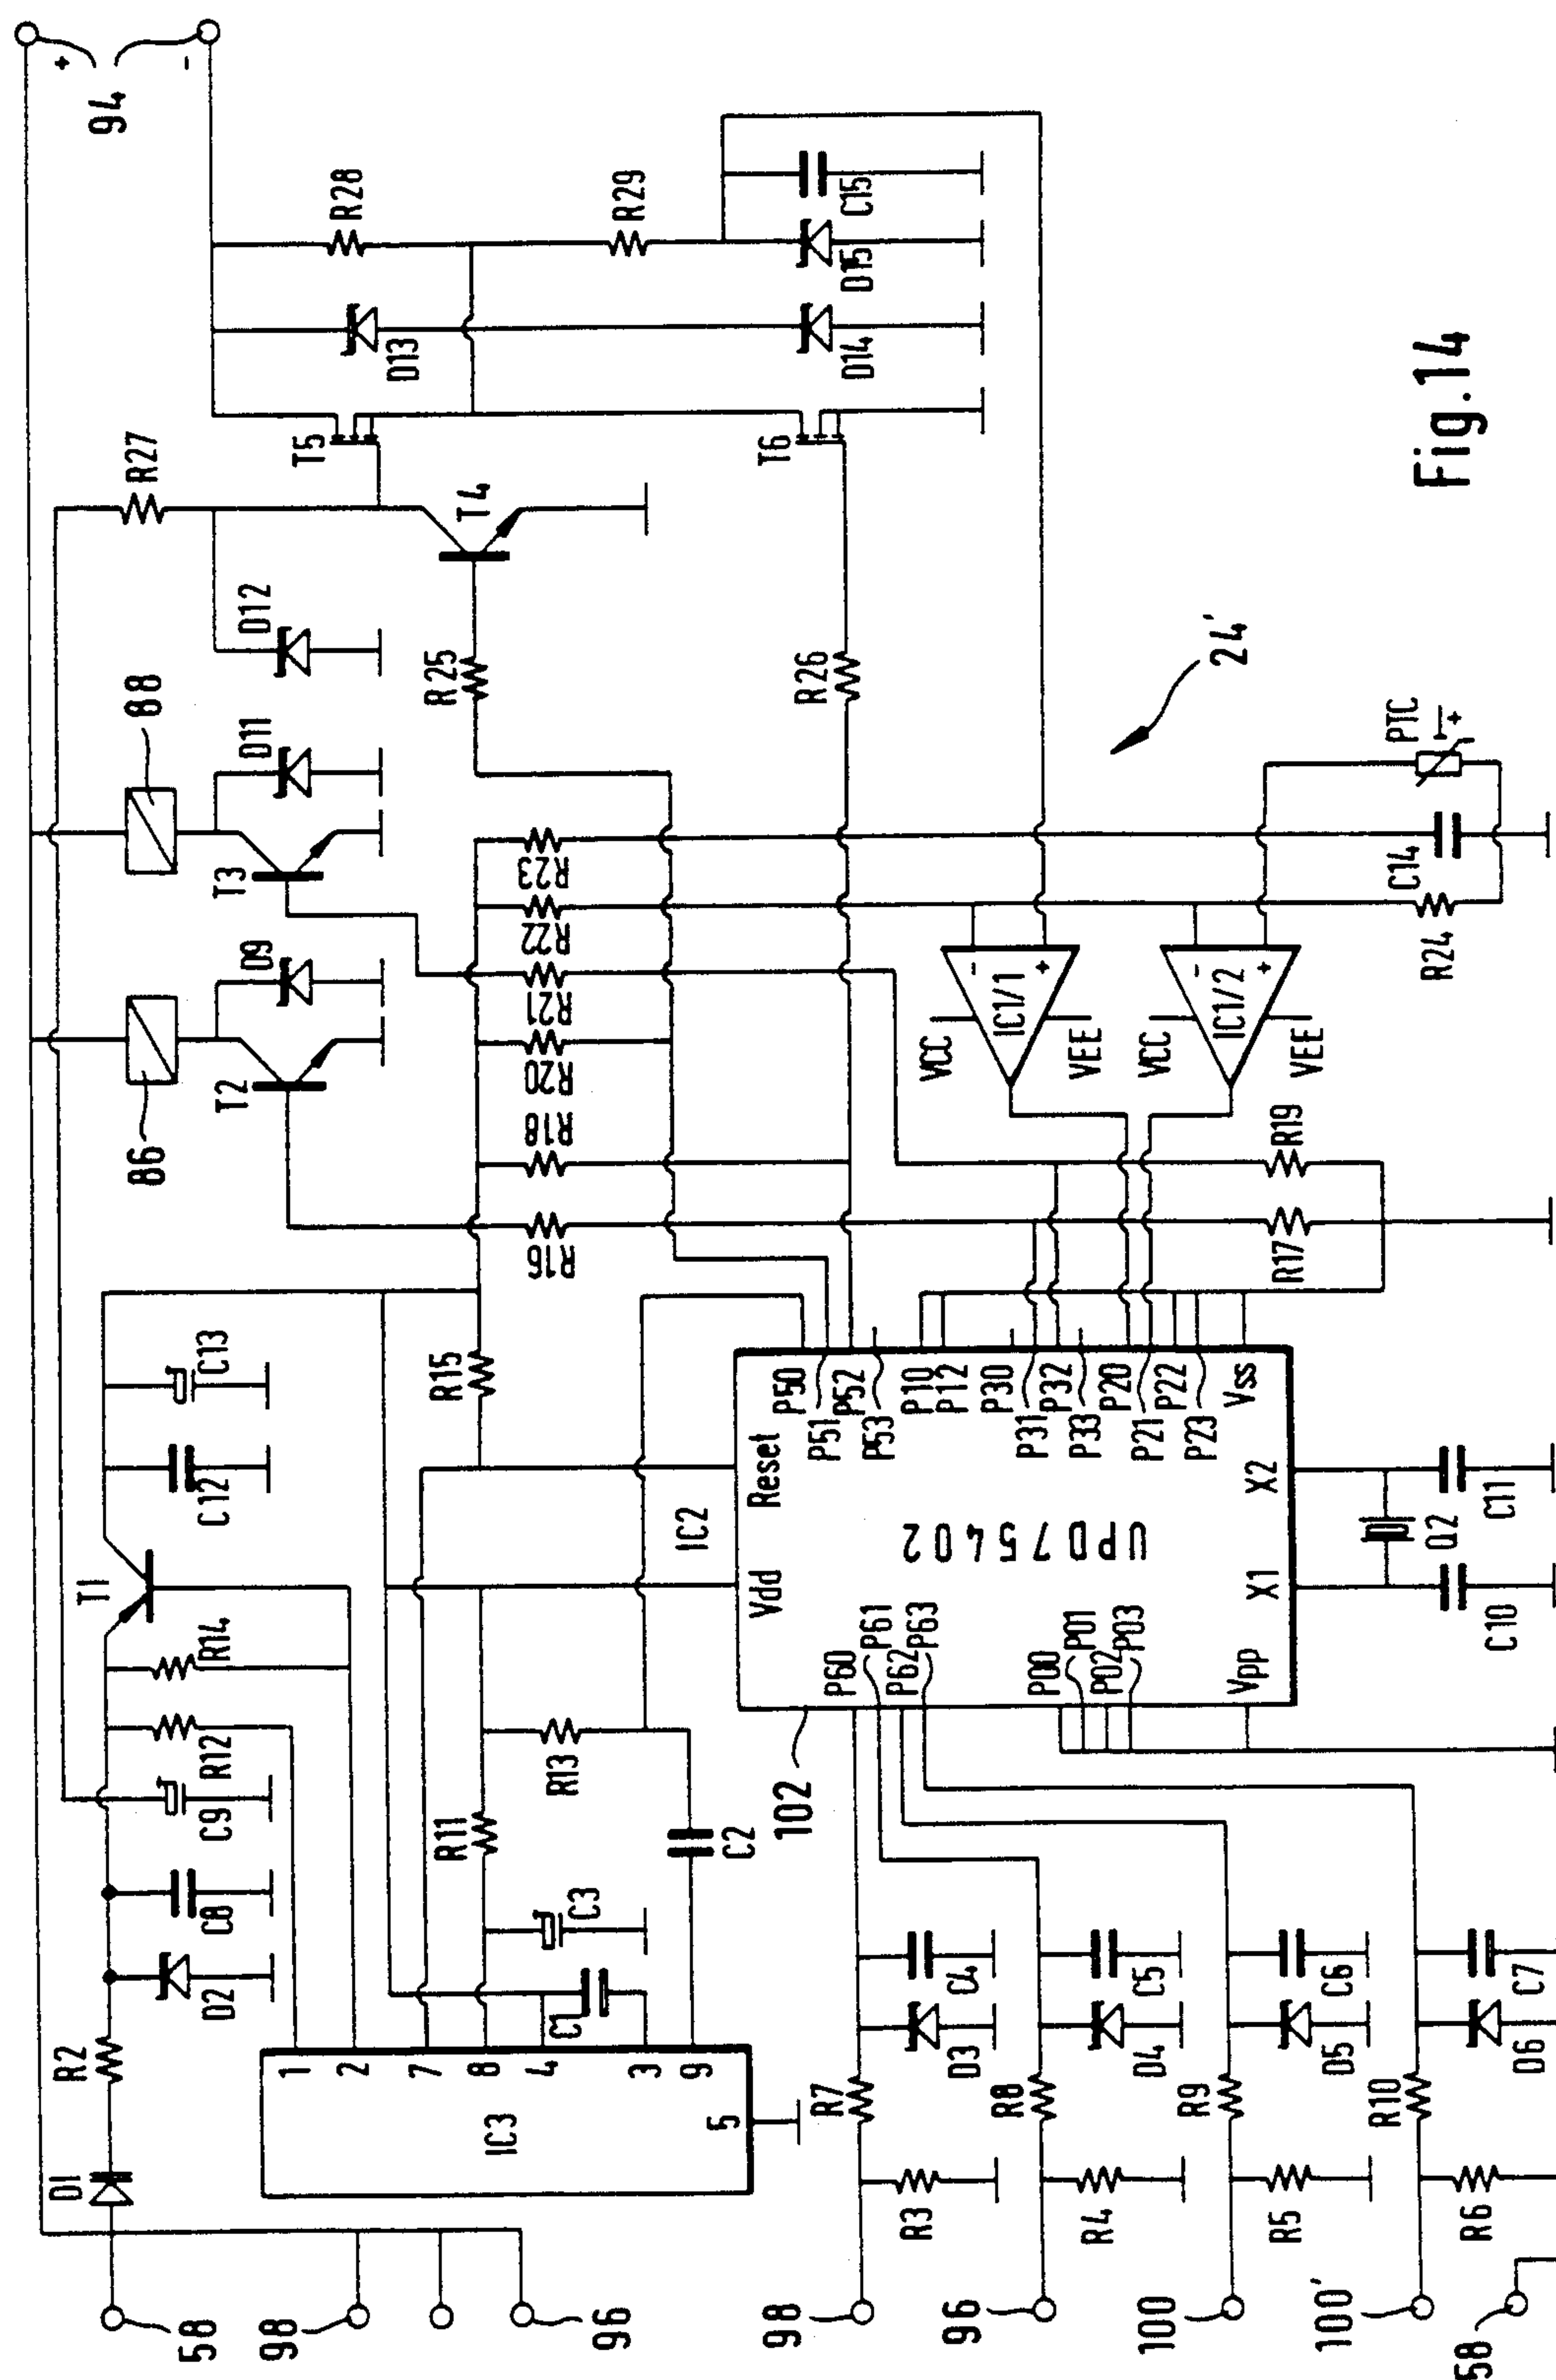 94
+
-
R28
R29
C15
D15
D13
D14
T5
T6
R27
T4
D12
88
D11
T3
R25
R26
86
D9
T2
R23
R22
R21
R20
R18
R16
24'
PTC
+
C14
R24
IC1/1
-
+
VCC
VEE
IC1/2
-
+
VCC
VEE
R19
R17
C13
C12
T1
R14
R12
C9
C8
D2
R2
D1
R15
R13
R11
C2
C3
C1
IC3
1
2
7
8
4
3
9
5
IC2
UPD75402
102
Vdd
Reset
P50
P51
P52
P53
P10
P12
P30
P31
P32
P33
P20
P21
P22
P23
Vss
P60
P61
P62
P63
P00
P01
P02
P03
Vpp
X1
X2
C10
Q2
C11
R7
R8
R9
R10
C4
D3
C5
D4
C6
D5
C7
D6
R3
R4
R5
R6
58
98
96
98
96
100
100'
58
Fig.14